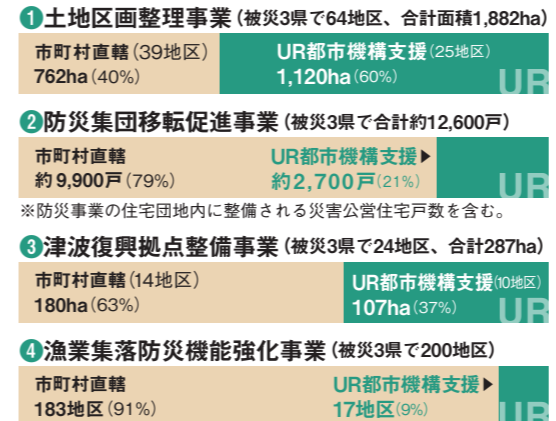 ❶土地区画整理事業(被災3県で64地区、合計面積1,882ha)
市町村直轄(39地区) UR都市機構支援(25地区)
762ha(40%) 1,120ha(60%)
UR
❷防災集団移転促進事業(被災3県で合計約12,600戸)
市町村直轄 UR都市機構支援▶
約9,900戸(79%) 約2,700戸(21%)
UR
※防災事業の住宅団地内に整備される災害公営住宅戸数を含む。
❸津波復興拠点整備事業(被災3県で24地区、合計287ha)
市町村直轄(14地区) UR都市機構支援(10地区)
180ha(63%) 107ha(37%)
UR
❹漁業集落防災機能強化事業(被災3県で200地区)
市町村直轄 UR都市機構支援▶
183地区(91%) 17地区(9%)
UR